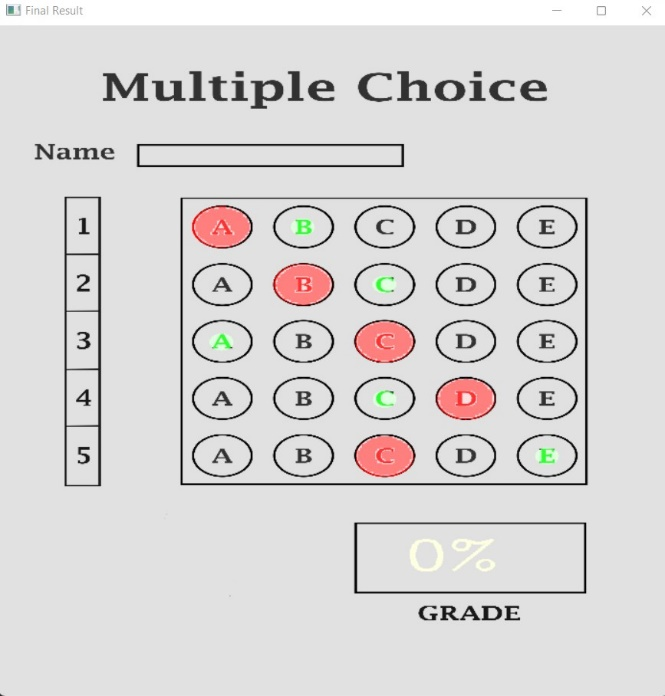 Final Result
Multiple Choice
Name
1 A B C D E
2 A B C D E
3 A B C D E
4 A B C D E
5 A B C D E
0%
GRADE